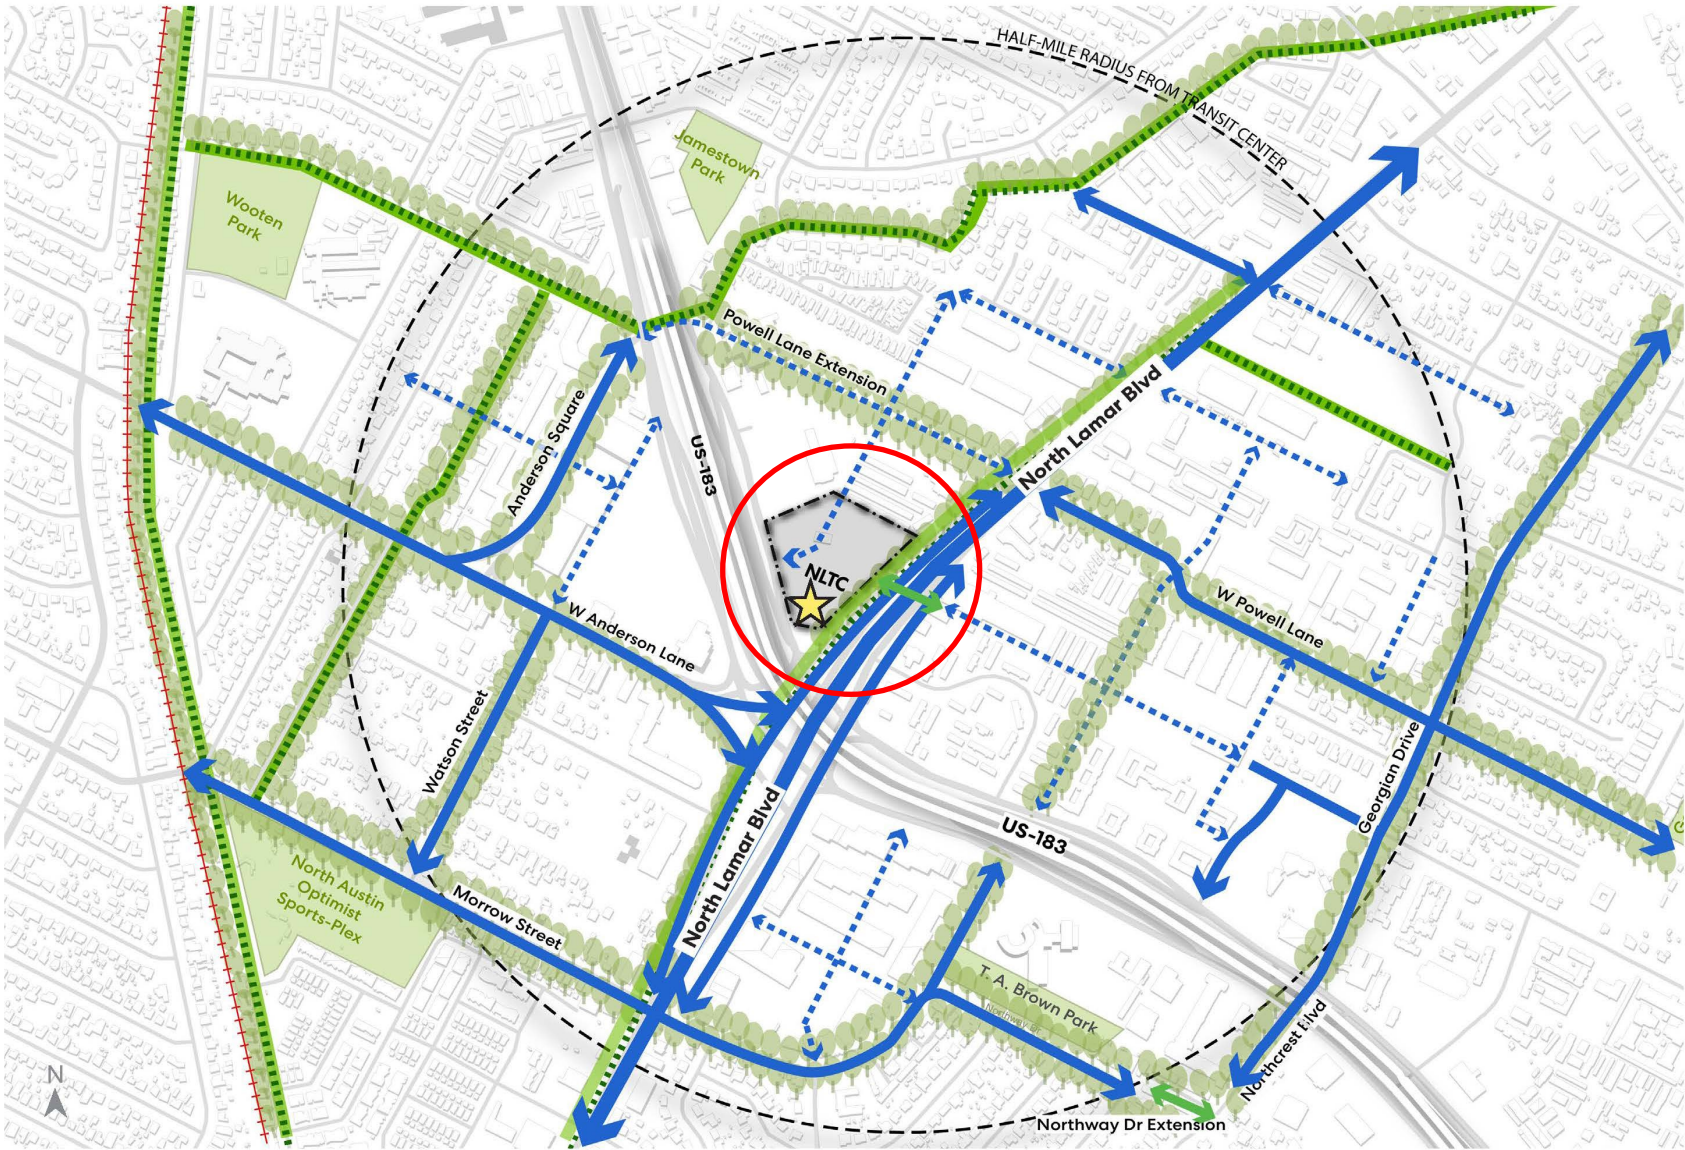 HALF-MILE RADIUS FROM TRANSIT CENTER
Jamestown
Park
Wooten
Park
Powell Lane Extension
North Lamar Blvd
Anderson Square
US-183
NLTC
W Anderson Lane
W Powell Lane
Watson Street
Georgian Drive
North Lamar Blvd
US-183
North Austin
Optimist
Sports-Plex
Morrow Street
T. A. Brown Park
Northway Dr
Northcrest Blvd
Northway Dr Extension
N